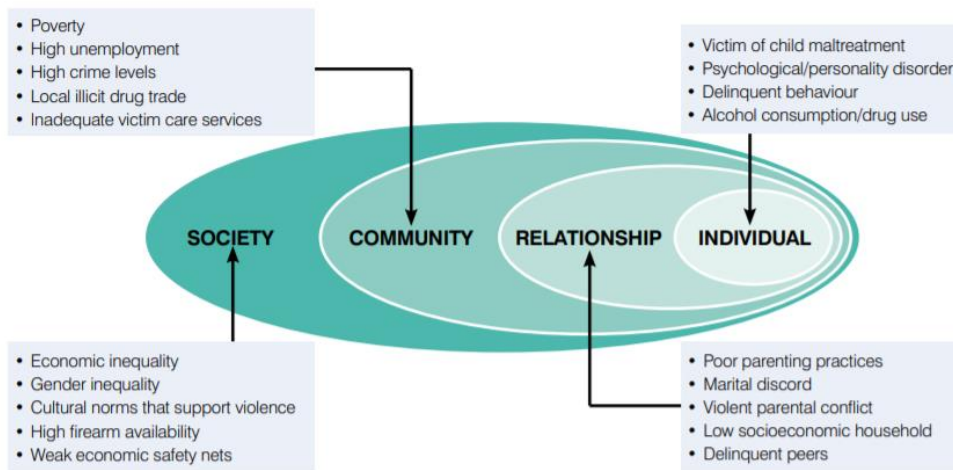 • Poverty
• High unemployment
• High crime levels
• Local illicit drug trade
• Inadequate victim care services
• Victim of child maltreatment
• Psychological/personality disorder
• Delinquent behaviour
• Alcohol consumption/drug use
SOCIETY
COMMUNITY
RELATIONSHIP
INDIVIDUAL
• Economic inequality
• Gender inequality
• Cultural norms that support violence
• High firearm availability
• Weak economic safety nets
• Poor parenting practices
• Marital discord
• Violent parental conflict
• Low socioeconomic household
• Delinquent peers